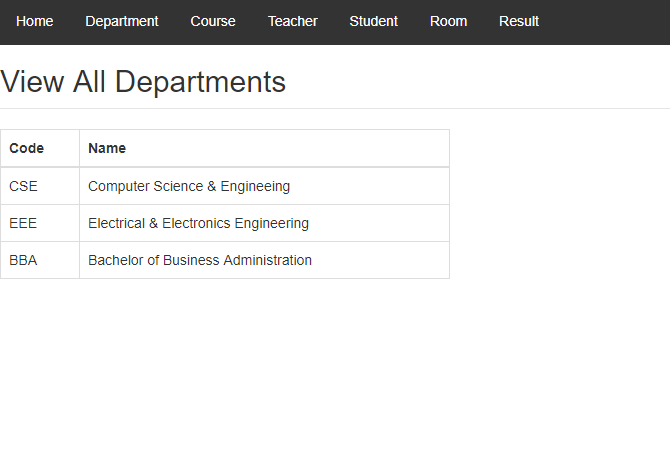 Home Department Course Teacher Student Room Result
View All Departments
Code Name
CSE Computer Science & Engineeing
EEE Electrical & Electronics Engineering
BBA Bachelor of Business Administration